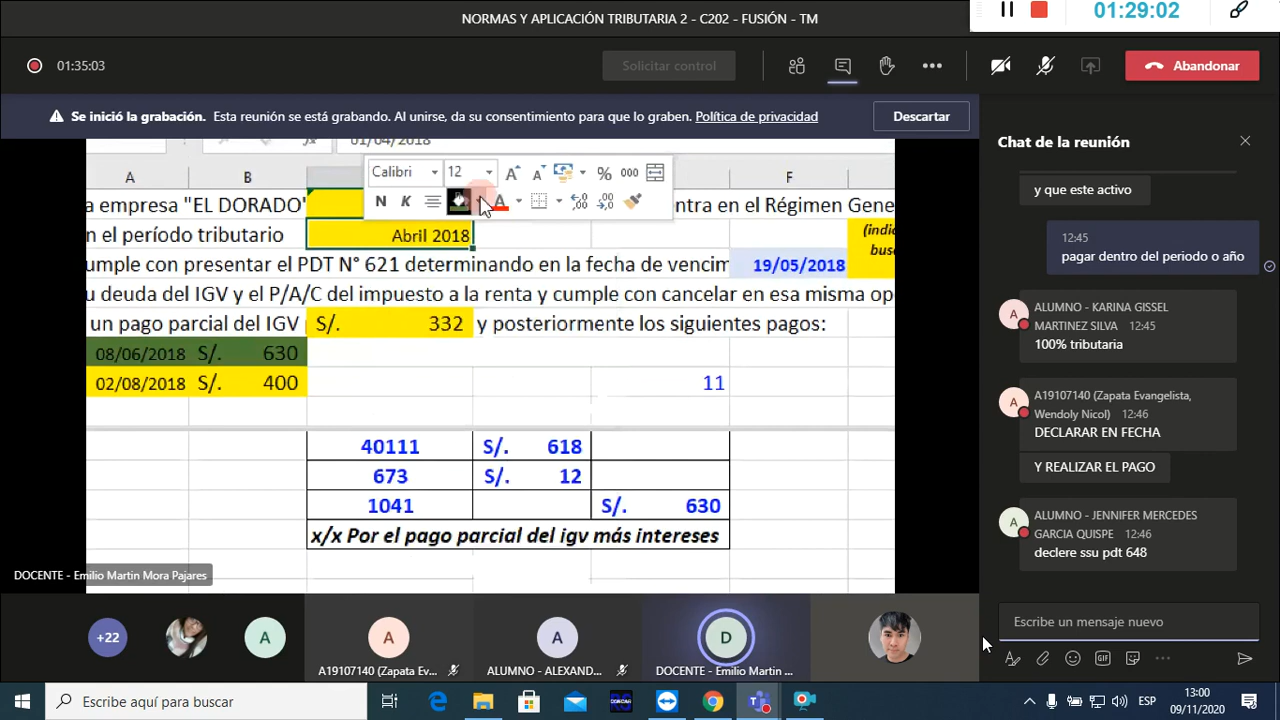 NORMAS Y APLICACIÓN TRIBUTARIA 2 - C202 - FUSIÓN - TM
01:29:02
01:35:03
Solicitar control
Abandonar
Se inició la grabación. Esta reunión se está grabando. Al unirse, da su consentimiento para que lo graben. Política de privacidad
Descartar
01/04/2018
Calibri 12
% 000
N K A
A B F
a empresa "EL DORADO" entra en el Régimen Gene
n el período tributario Abril 2018
(indic
busc
cumple con presentar el PDT N° 621 determinando en la fecha de vencim 19/05/2018
u deuda del IGV y el P/A/C del impuesto a la renta y cumple con cancelar en esa misma op
un pago parcial del IGV S/. 332 y posteriormente los siguientes pagos:
08/06/2018 S/. 630
02/08/2018 S/. 400
11
40111 S/. 618
673 S/. 12
1041 S/. 630
x/x Por el pago parcial del igv más intereses
DOCENTE - Emilio Martin Mora Pajares
+22
A
A
A19107140 (Zapata Ev...
A
ALUMNO - ALEXAND...
D
DOCENTE - Emilio Martin ...
Chat de la reunión
y que este activo
12:45
pagar dentro del periodo o año
A
ALUMNO - KARINA GISSEL
MARTINEZ SILVA 12:45
100% tributaria
A
A19107140 (Zapata Evangelista,
Wendoly Nicol) 12:46
DECLARAR EN FECHA
Y REALIZAR EL PAGO
A
ALUMNO - JENNIFER MERCEDES
GARCIA QUISPE 12:46
declere ssu pdt 648
Escribe un mensaje nuevo
GIF
Escribe aquí para buscar
ESP
13:00
09/11/2020